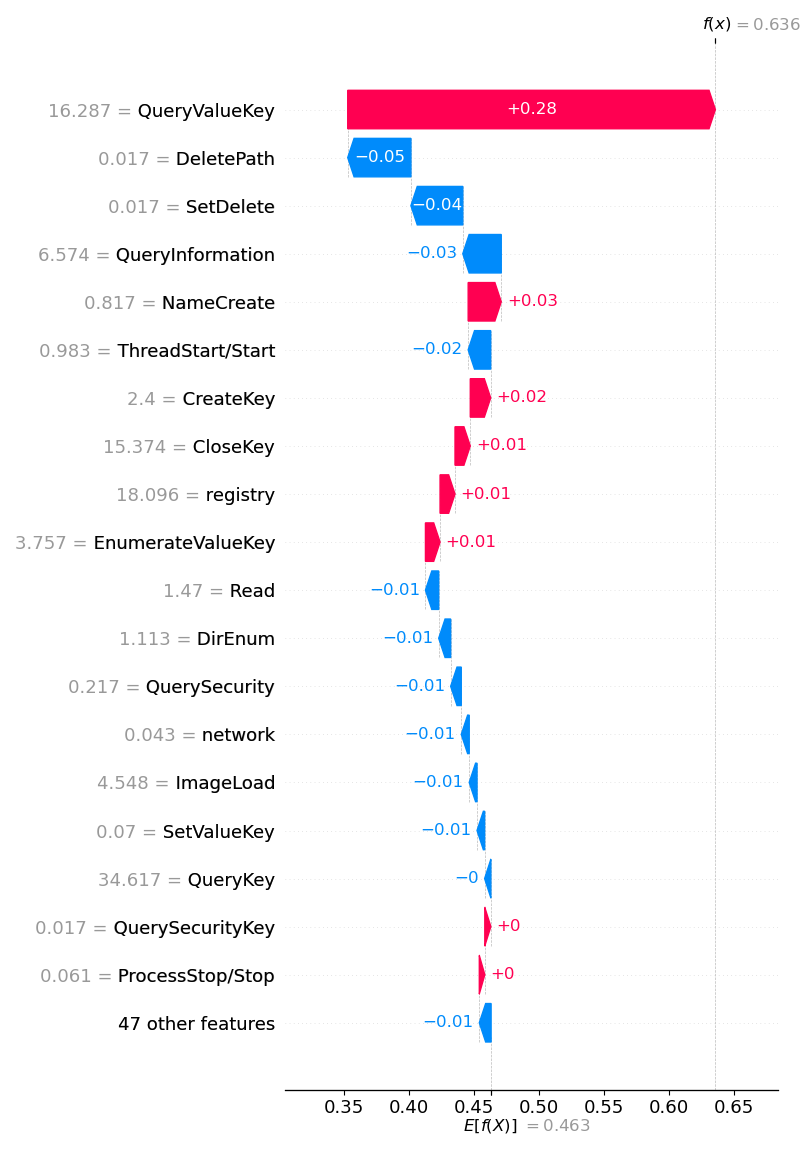 f(x) = 0.636
16.287 = QueryValueKey +0.28
0.017 = DeletePath −0.05
0.017 = SetDelete −0.04
6.574 = QueryInformation −0.03
0.817 = NameCreate +0.03
0.983 = ThreadStart/Start −0.02
2.4 = CreateKey +0.02
15.374 = CloseKey +0.01
18.096 = registry +0.01
3.757 = EnumerateValueKey +0.01
1.47 = Read −0.01
1.113 = DirEnum −0.01
0.217 = QuerySecurity −0.01
0.043 = network −0.01
4.548 = ImageLoad −0.01
0.07 = SetValueKey −0.01
34.617 = QueryKey −0
0.017 = QuerySecurityKey +0
0.061 = ProcessStop/Stop +0
47 other features −0.01
0.35 0.40 0.45 0.50 0.55 0.60 0.65
E[f(X)] = 0.463